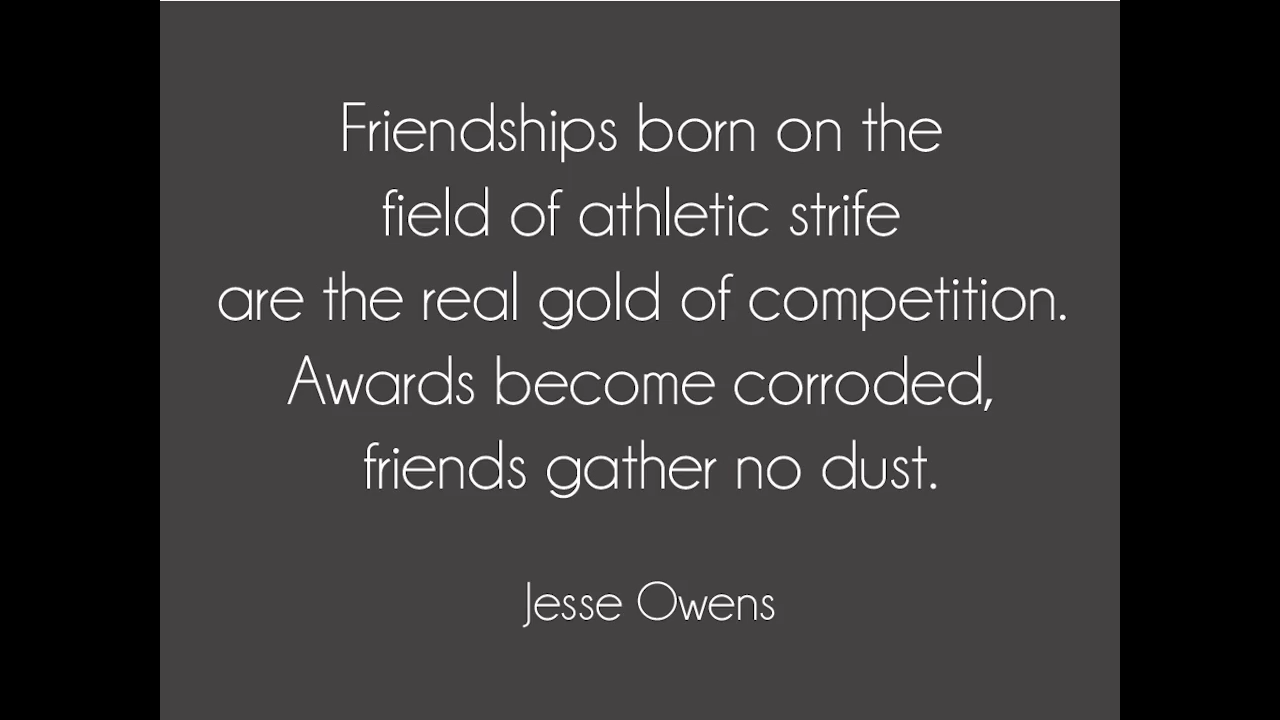 Friendships born on the
field of athletic strife
are the real gold of competition.
Awards become corroded,
friends gather no dust.
Jesse Owens